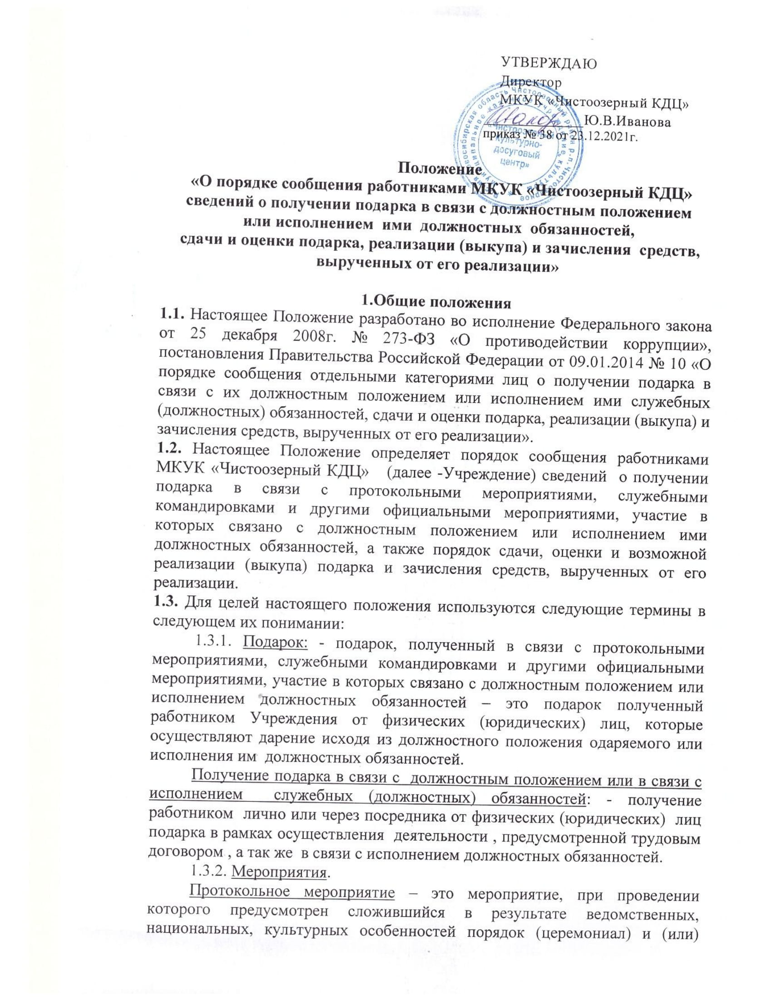 УТВЕРЖДАЮ
Директор
МКУК «Чистоозерный КДЦ»
Ю.В.Иванова
приказ № 38 от 23.12.2021г.
«Чистоозерный
Культурно-
досуговый
центр»
Положение
«О порядке сообщения работниками МКУК «Чистоозерный КДЦ»
сведений о получении подарка в связи с должностным положением
или исполнением ими должностных обязанностей,
сдачи и оценки подарка, реализации (выкупа) и зачисления средств,
вырученных от его реализации»
1.Общие положения
1.1. Настоящее Положение разработано во исполнение Федерального закона
от 25 декабря 2008г. № 273-ФЗ «О противодействии коррупции»,
постановления Правительства Российской Федерации от 09.01.2014 № 10 «О
порядке сообщения отдельными категориями лиц о получении подарка в
связи с их должностным положением или исполнением ими служебных
(должностных) обязанностей, сдачи и оценки подарка, реализации (выкупа) и
зачисления средств, вырученных от его реализации».
1.2. Настоящее Положение определяет порядок сообщения работниками
МКУК «Чистоозерный КДЦ» (далее -Учреждение) сведений о получении
подарка в связи с протокольными мероприятиями, служебными
командировками и другими официальными мероприятиями, участие в
которых связано с должностным положением или исполнением ими
должностных обязанностей, а также порядок сдачи, оценки и возможной
реализации (выкупа) подарка и зачисления средств, вырученных от его
реализации.
1.3. Для целей настоящего положения используются следующие термины в
следующем их понимании:
1.3.1. Подарок: - подарок, полученный в связи с протокольными
мероприятиями, служебными командировками и другими официальными
мероприятиями, участие в которых связано с должностным положением или
исполнением должностных обязанностей – это подарок полученный
работником Учреждения от физических (юридических) лиц, которые
осуществляют дарение исходя из должностного положения одаряемого или
исполнения им должностных обязанностей.
Получение подарка в связи с должностным положением или в связи с
исполнением служебных (должностных) обязанностей: - получение
работником лично или через посредника от физических (юридических) лиц
подарка в рамках осуществления деятельности , предусмотренной трудовым
договором , а так же в связи с исполнением должностных обязанностей.
1.3.2. Мероприятия.
Протокольное мероприятие – это мероприятие, при проведении
которого предусмотрен сложившийся в результате ведомственных,
национальных, культурных особенностей порядок (церемониал) и (или)